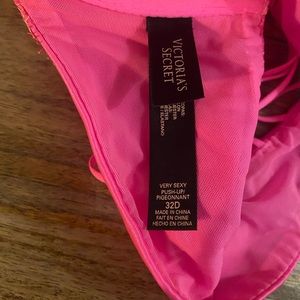 VICTORIA'S
SECRET
VERY SEXY
PUSH-UP/
PIGEONNANT
32D
MADE IN CHINA
FAIT EN CHINE
HECHO EN CHINA